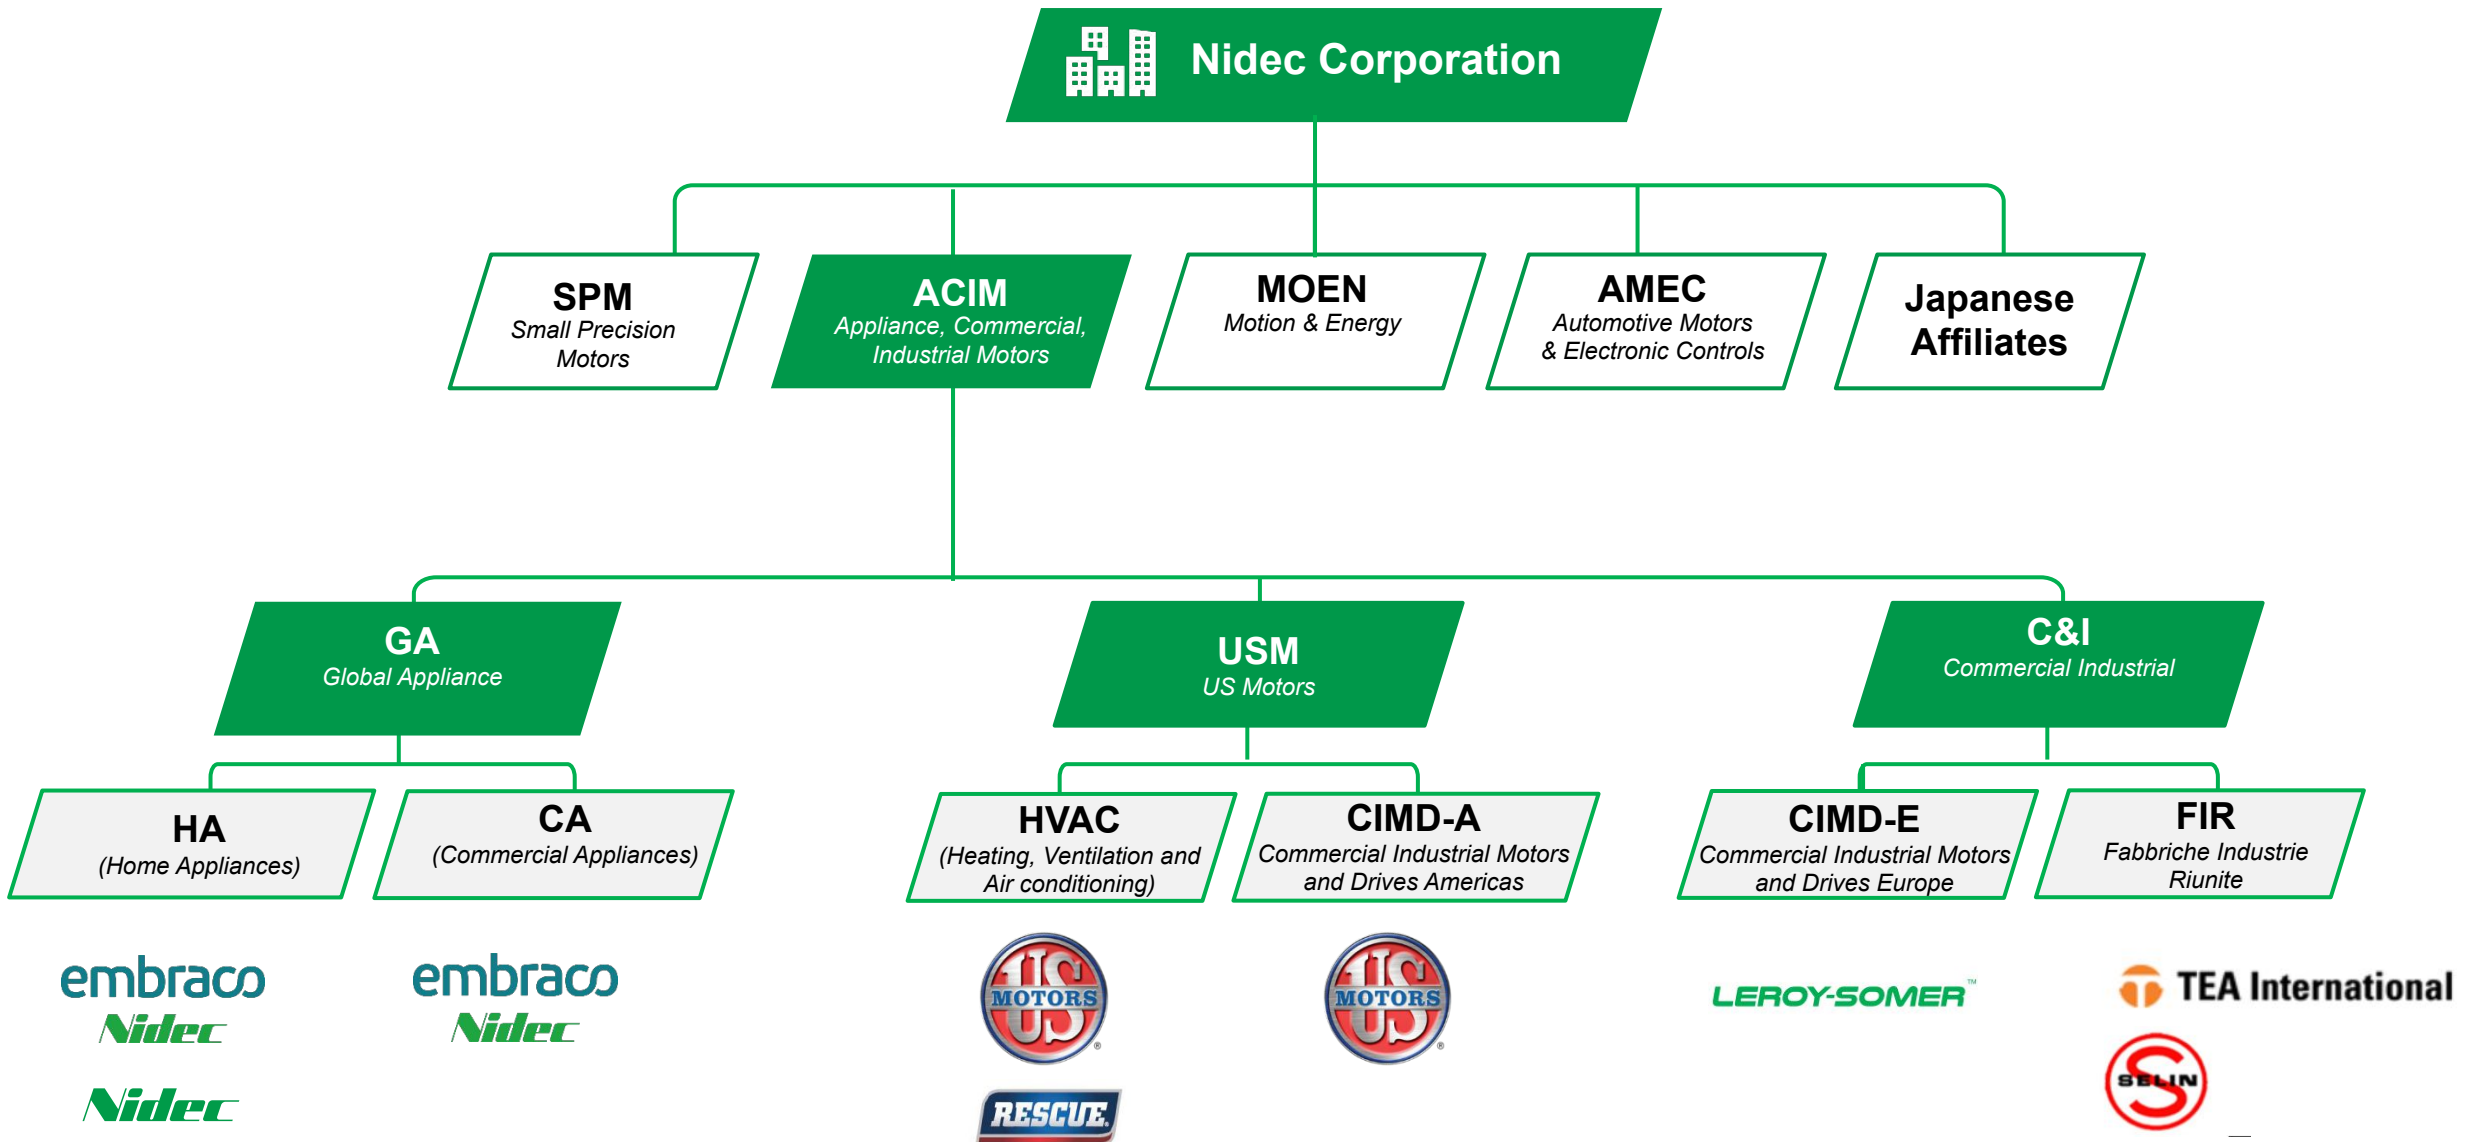 Nidec Corporation
SPM
Small Precision
Motors
ACIM
Appliance, Commercial,
Industrial Motors
MOEN
Motion & Energy
AMEC
Automotive Motors
& Electronic Controls
Japanese
Affiliates
GA
Global Appliance
USM
US Motors
C&I
Commercial Industrial
HA
(Home Appliances)
CA
(Commercial Appliances)
HVAC
(Heating, Ventilation and
Air conditioning)
CIMD-A
Commercial Industrial Motors
and Drives Americas
CIMD-E
Commercial Industrial Motors
and Drives Europe
FIR
Fabbriche Industrie
Riunite
embraco
Nidec
Nidec
embraco
Nidec
US
MOTORS
®
RESCUE.
US
MOTORS
®
LEROY-SOMER™
TEA International
S
SELIN